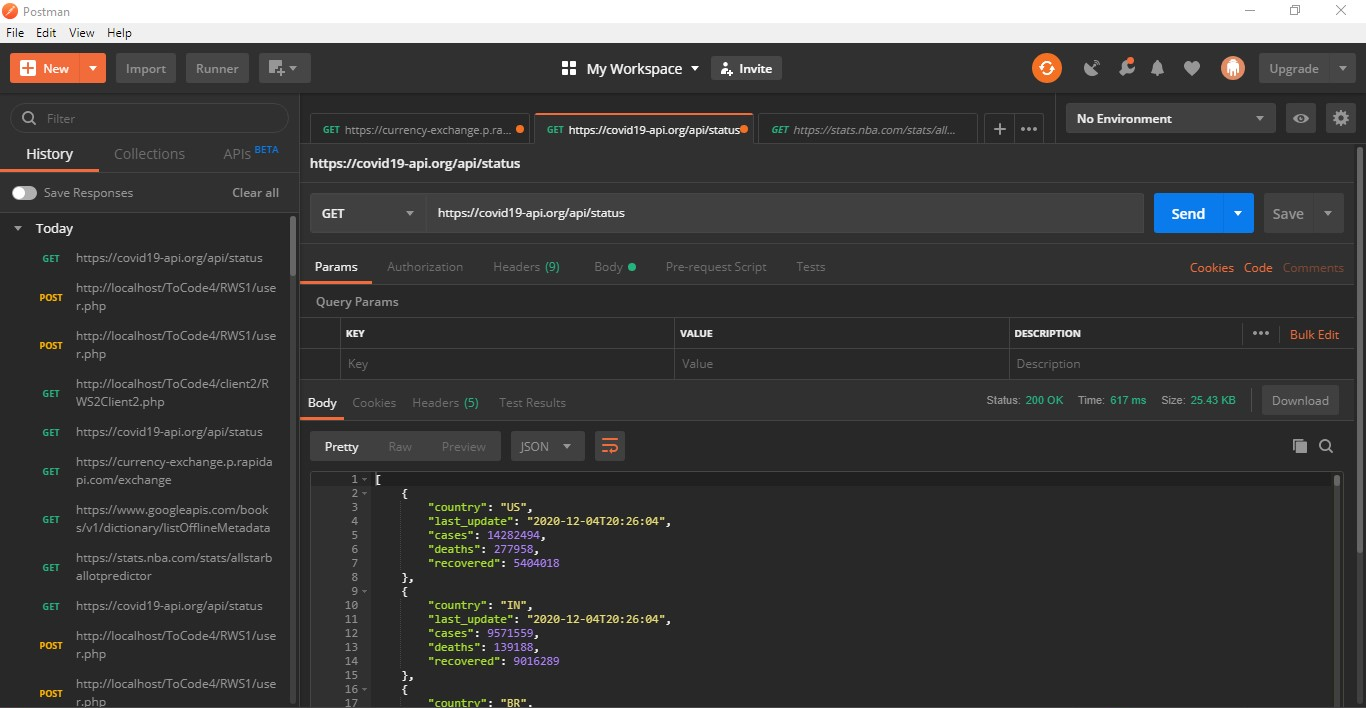 Postman
File Edit View Help
New
Import
Runner
My Workspace
Invite
Upgrade
Filter
History
Collections
APIs BETA
Save Responses
Clear all
Today
GET https://covid19-api.org/api/status
POST http://localhost/ToCode4/RWS1/use
r.php
POST http://localhost/ToCode4/RWS1/use
r.php
GET http://localhost/ToCode4/client2/R
WS2Client2.php
GET https://covid19-api.org/api/status
GET https://currency-exchange.p.rapida
pi.com/exchange
GET https://www.googleapis.com/book
s/v1/dictionary/listOfflineMetadata
GET https://stats.nba.com/stats/allstarb
allotpredictor
GET https://covid19-api.org/api/status
POST http://localhost/ToCode4/RWS1/use
r.php
POST http://localhost/ToCode4/RWS1/use
r.php
GET https://currency-exchange.p.ra...
GET https://covid19-api.org/api/status
GET https://stats.nba.com/stats/all...
No Environment
https://covid19-api.org/api/status
GET
https://covid19-api.org/api/status
Send
Save
Params
Authorization
Headers (9)
Body
Pre-request Script
Tests
Cookies Code Comments
Query Params
KEY VALUE DESCRIPTION
Bulk Edit
Key Value Description
Body Cookies Headers (5) Test Results
Status: 200 OK Time: 617 ms Size: 25.43 KB
Download
Pretty Raw Preview
JSON
1 [
2 {
3 "country": "US",
4 "last_update": "2020-12-04T20:26:04",
5 "cases": 14282494,
6 "deaths": 277958,
7 "recovered": 5404018
8 },
9 {
10 "country": "IN",
11 "last_update": "2020-12-04T20:26:04",
12 "cases": 9571559,
13 "deaths": 139188,
14 "recovered": 9016289
15 },
16 {
17 "country": "BR",